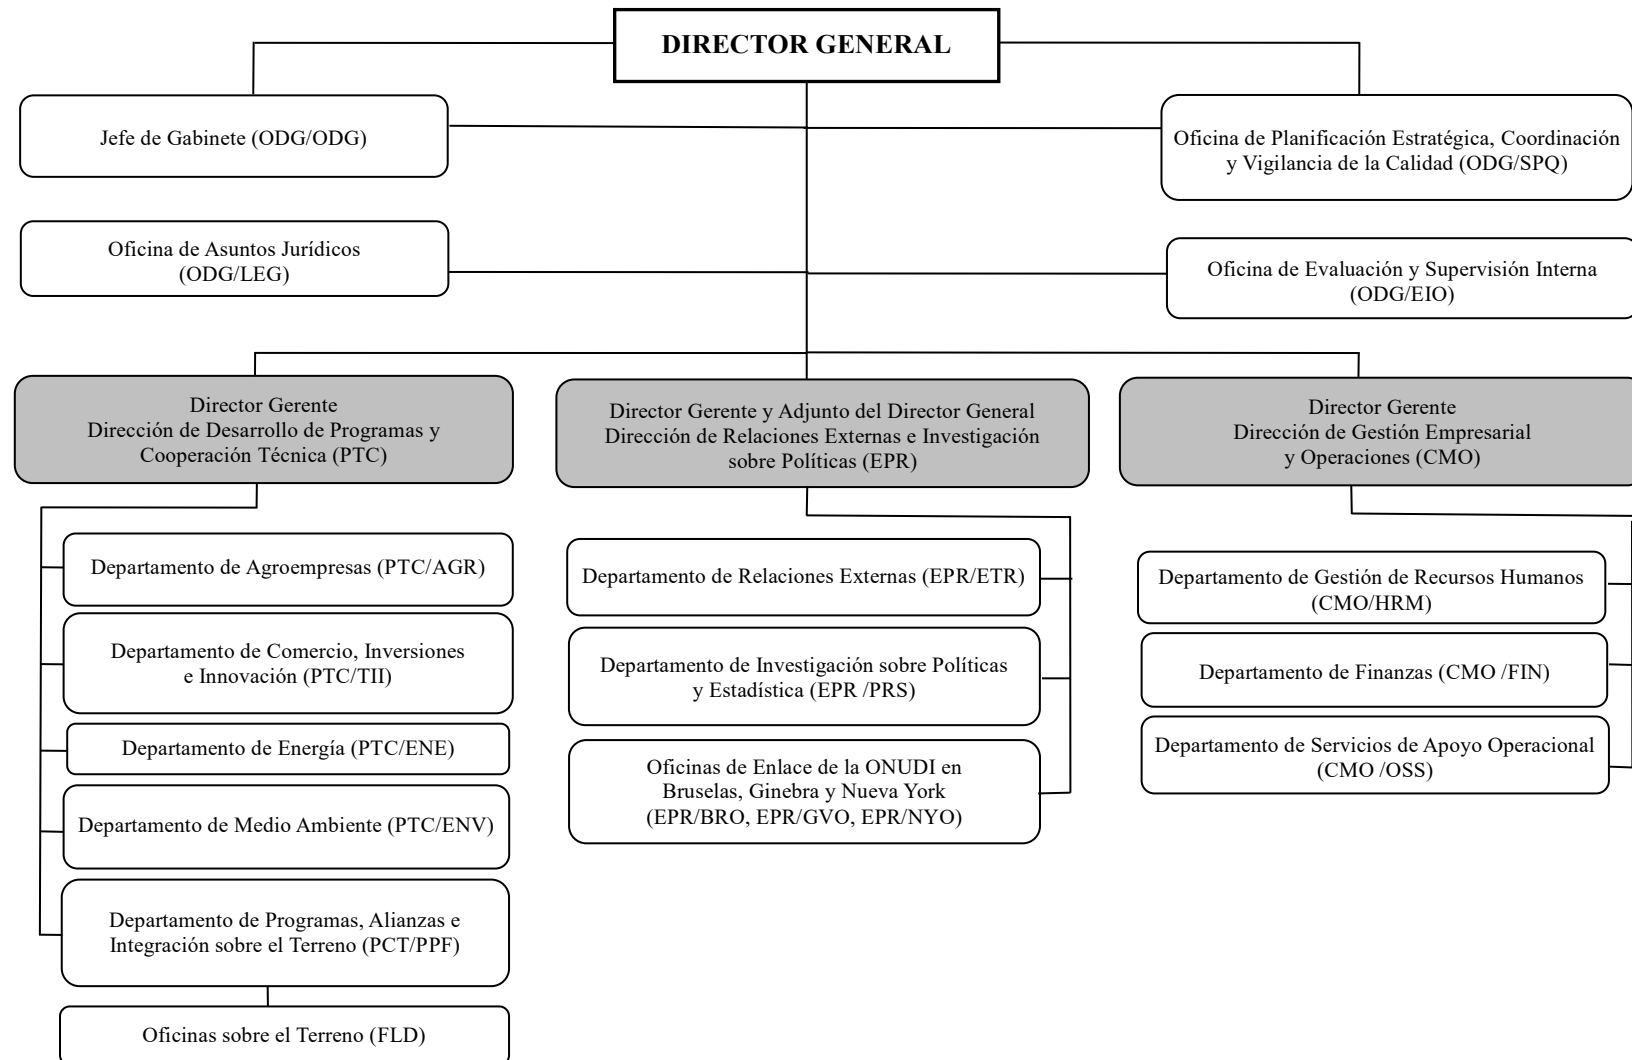 DIRECTOR GENERAL
Jefe de Gabinete (ODG/ODG)
Oficina de Planificación Estratégica, Coordinación
y Vigilancia de la Calidad (ODG/SPQ)
Oficina de Asuntos Jurídicos
(ODG/LEG)
Oficina de Evaluación y Supervisión Interna
(ODG/EIO)
Director Gerente
Dirección de Desarrollo de Programas y
Cooperación Técnica (PTC)
Director Gerente y Adjunto del Director General
Dirección de Relaciones Externas e Investigación
sobre Políticas (EPR)
Director Gerente
Dirección de Gestión Empresarial
y Operaciones (CMO)
Departamento de Agroempresas (PTC/AGR)
Departamento de Comercio, Inversiones
e Innovación (PTC/TII)
Departamento de Energía (PTC/ENE)
Departamento de Medio Ambiente (PTC/ENV)
Departamento de Programas, Alianzas e
Integración sobre el Terreno (PCT/PPF)
Oficinas sobre el Terreno (FLD)
Departamento de Relaciones Externas (EPR/ETR)
Departamento de Investigación sobre Políticas
y Estadística (EPR /PRS)
Oficinas de Enlace de la ONUDI en
Bruselas, Ginebra y Nueva York
(EPR/BRO, EPR/GVO, EPR/NYO)
Departamento de Gestión de Recursos Humanos
(CMO/HRM)
Departamento de Finanzas (CMO /FIN)
Departamento de Servicios de Apoyo Operacional
(CMO /OSS)